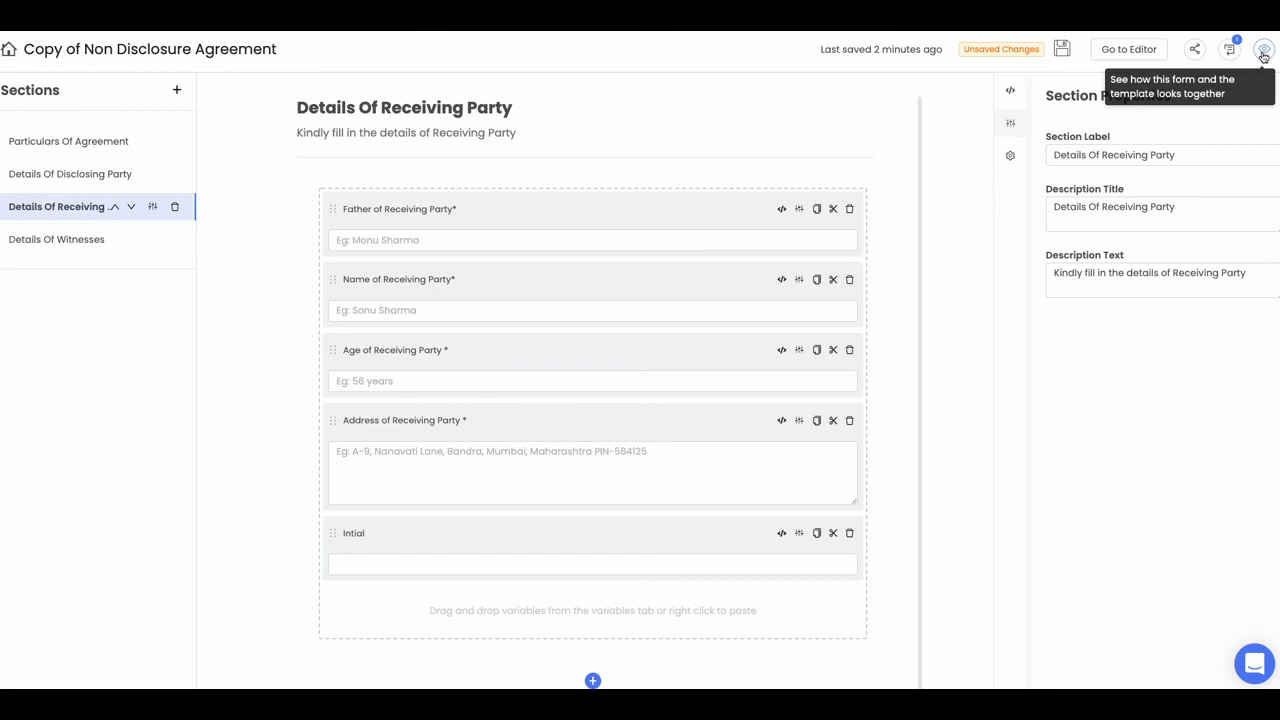 Copy of Non Disclosure Agreement
Last saved 2 minutes ago
Unsaved Changes
Go to Editor
1
See how this form and the
template looks together
Sections
+
Particulars Of Agreement
Details Of Disclosing Party
Details Of Receiving ...
Details Of Witnesses
Details Of Receiving Party
Kindly fill in the details of Receiving Party
Father of Receiving Party*
Eg: Monu Sharma
Name of Receiving Party*
Eg: Sonu Sharma
Age of Receiving Party *
Eg: 56 years
Address of Receiving Party *
Eg: A-9, Nanavati Lane, Bandra, Mumbai, Maharashtra PIN-564125
Intial
Drag and drop variables from the variables tab or right click to paste
Section Label
Details Of Receiving Party
Description Title
Details Of Receiving Party
Description Text
Kindly fill in the details of Receiving Party